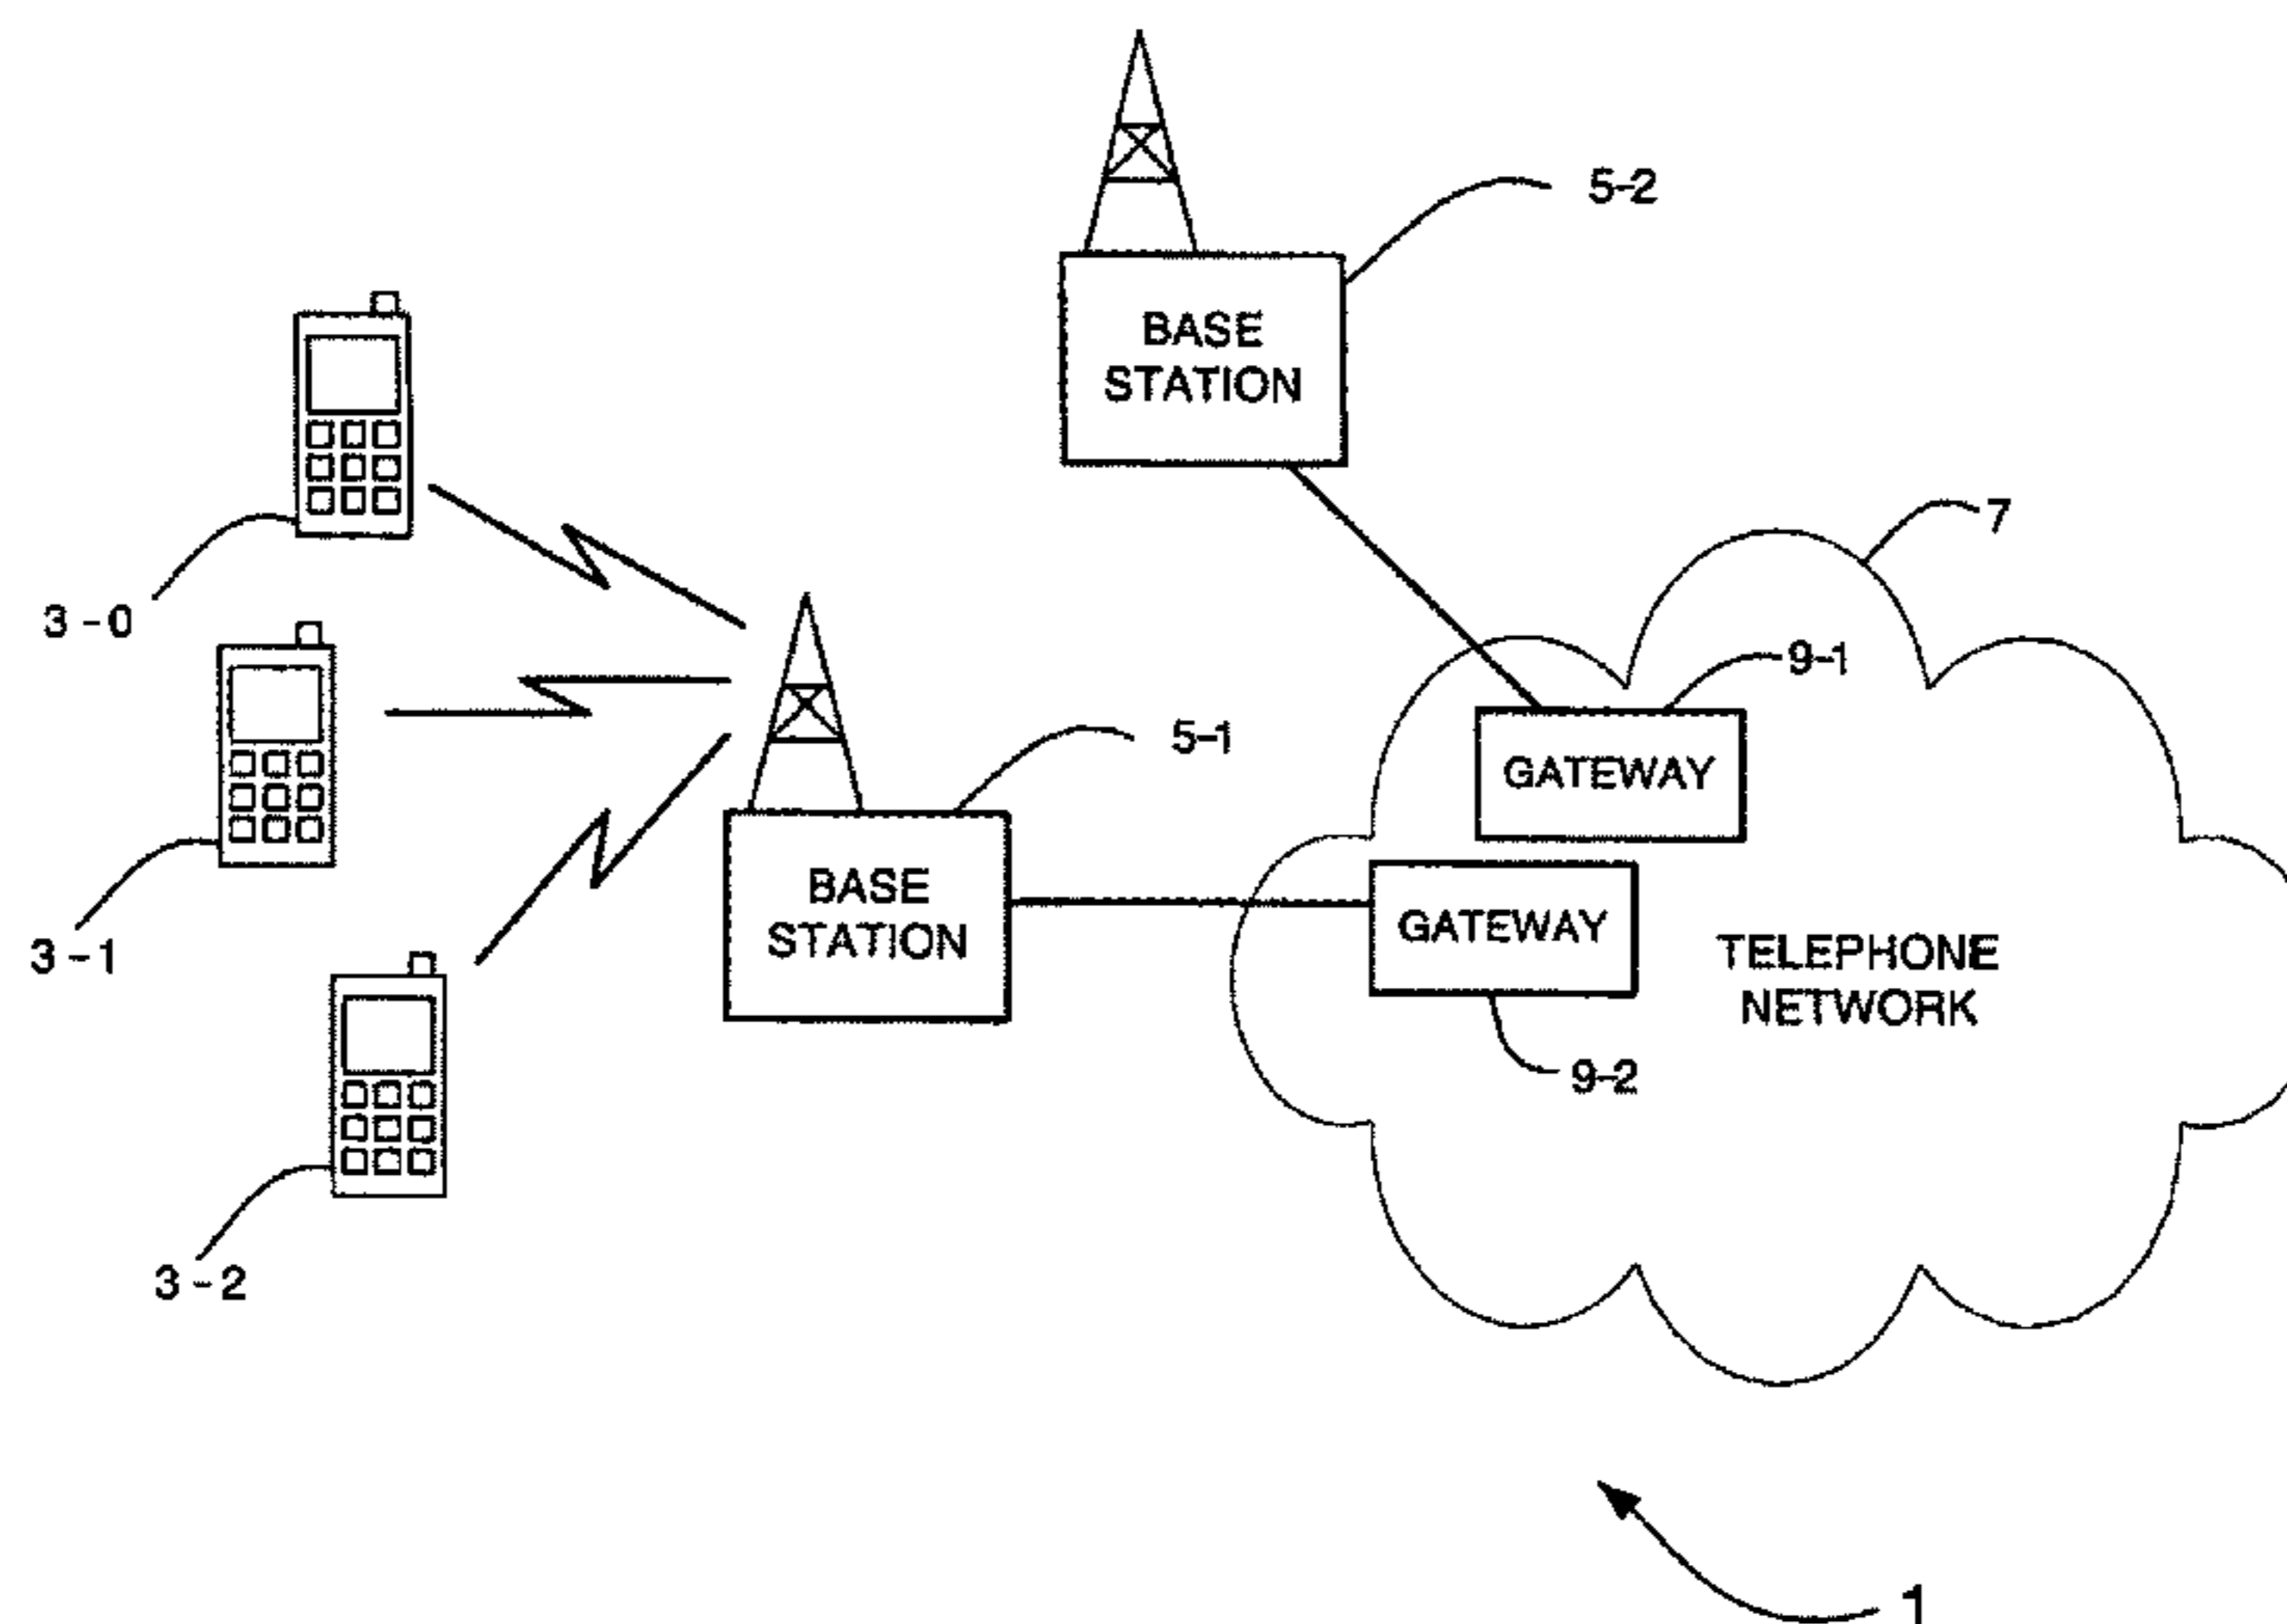 5-2
BASE
STATION
7
3-0
9-1
5-1
GATEWAY
BASE
STATION
GATEWAY
TELEPHONE
NETWORK
3-1
9-2
3-2
1